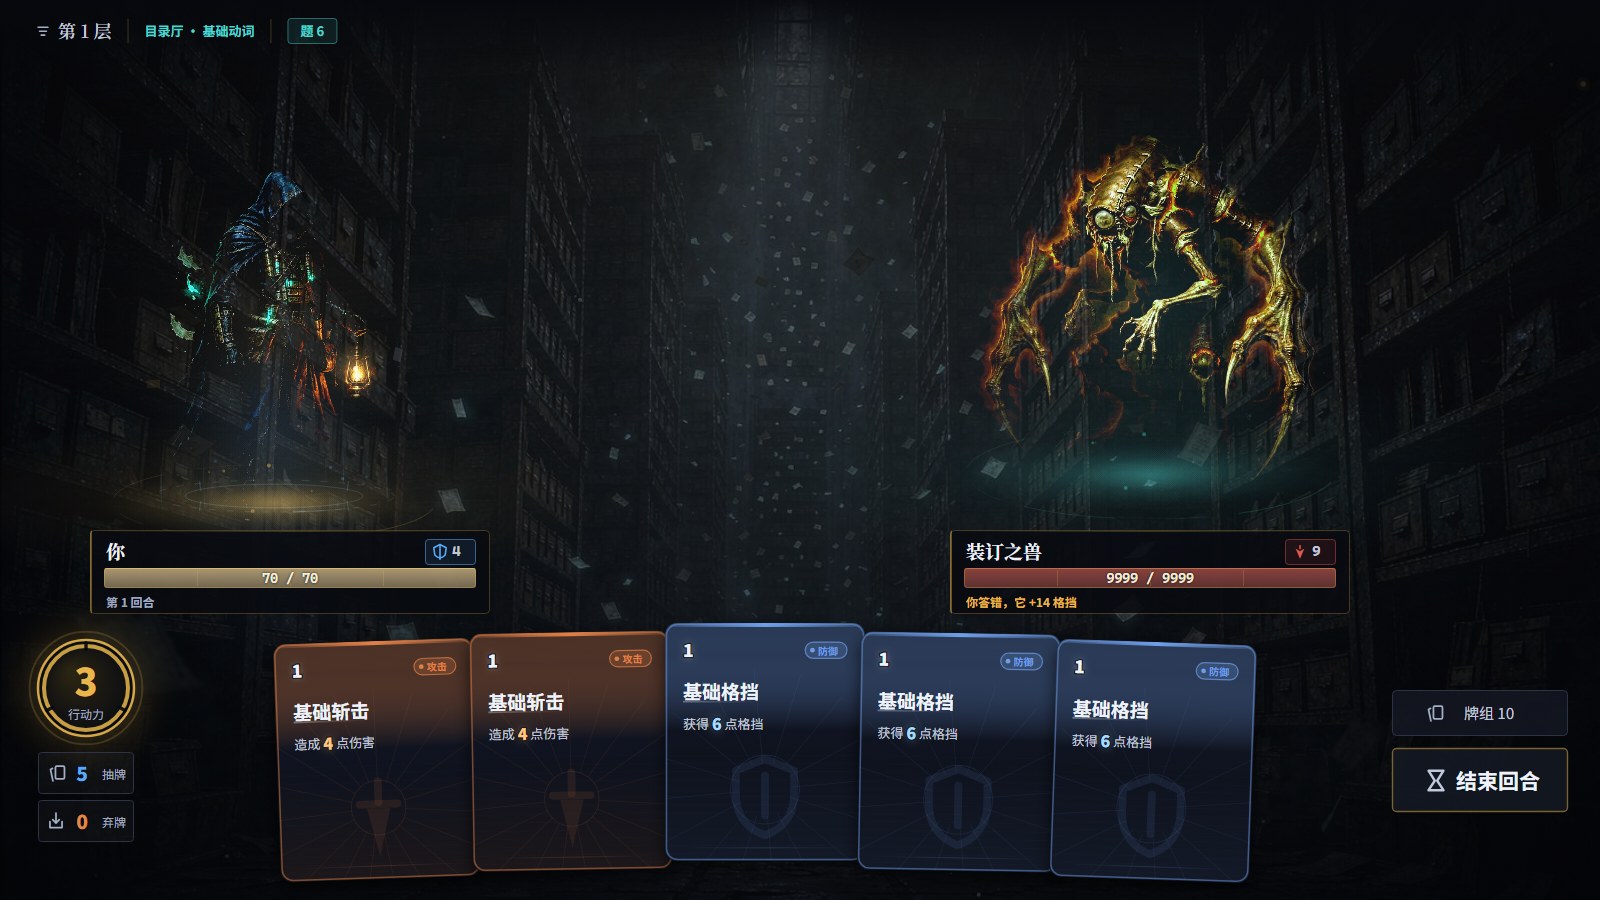 第 1 层
目录厅 · 基础动词
题 6
你
4
70 / 70
第 1 回合
装订之兽
9
9999 / 9999
你答错，它 +14 格挡
3
行动力
5 抽牌
0 弃牌
1
攻击
基础斩击
造成 4 点伤害
1
攻击
基础斩击
造成 4 点伤害
1
防御
基础格挡
获得 6 点格挡
1
防御
基础格挡
获得 6 点格挡
1
防御
基础格挡
获得 6 点格挡
牌组 10
结束回合